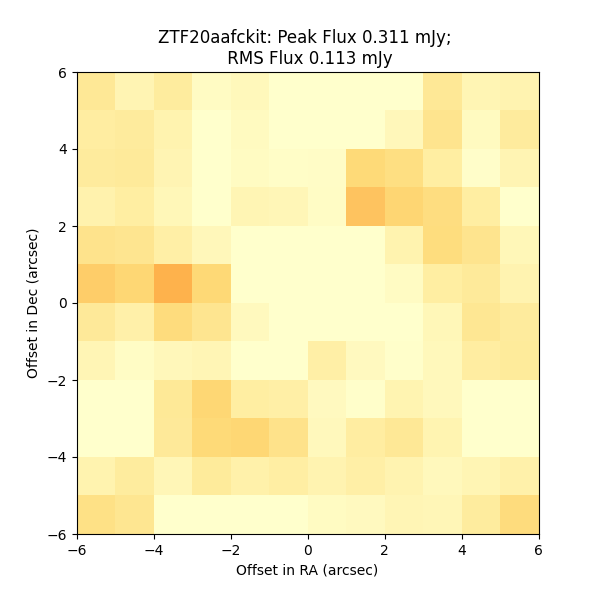 ZTF20aafckit: Peak Flux 0.311 mJy;
RMS Flux 0.113 mJy
6
4
2
0
−2
−4
−6
Offset in Dec (arcsec)
−6 −4 −2 0 2 4 6
Offset in RA (arcsec)